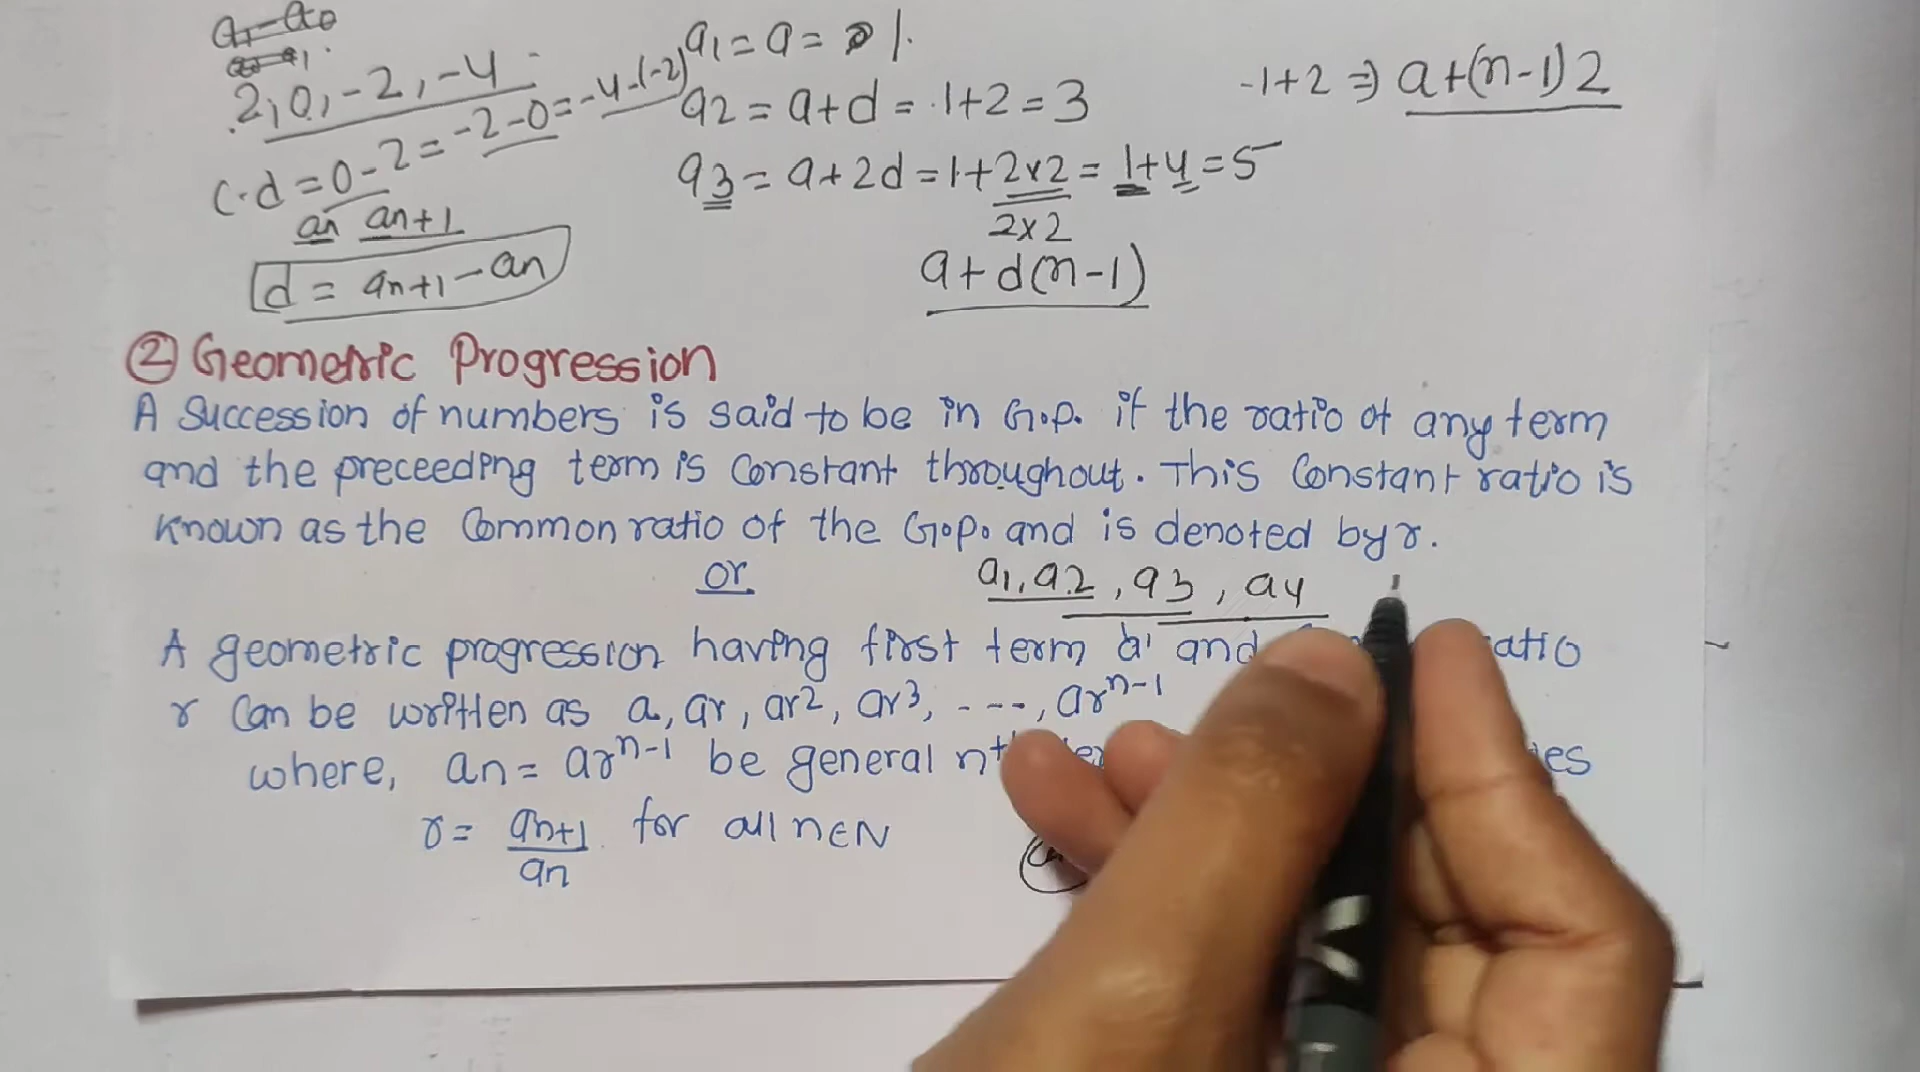 2, 0, -2, -4
c.d = 0-2 = -2-0 = -4-(-2)
an an+1
d = an+1 - an
a1 = a = 1.
a2 = a+d = 1+2 = 3
a3 = a+2d = 1+2×2 = 1+4 = 5
2×2
a+d(n-1)
-1+2 ⇒ a+(n-1)2
② Geometric Progression
A Succession of numbers is said to be in G.P. if the ratio of any term
and the preceeding term is Constant throughout. This Constant ratio is
known as the Common ratio of the G.P. and is denoted by r.
or
a1, a2, a3, a4
A geometric progression having first term 'a' and ratio
r Can be written as a, ar, ar2, ar3, ----, arⁿ⁻¹
where, an = arⁿ⁻¹ be general nth
r = an+1/an for all n∈N